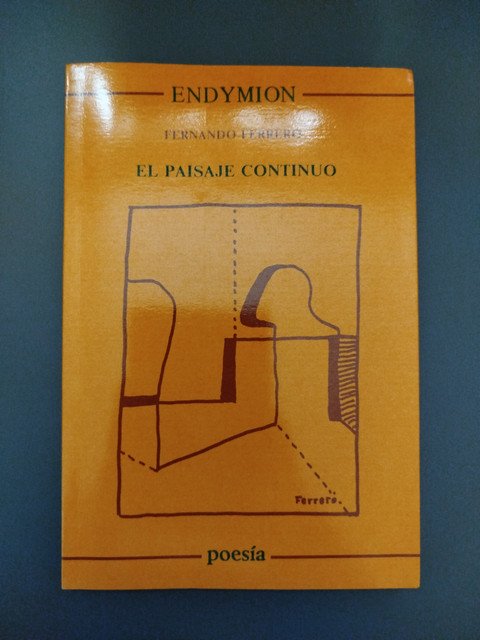 ENDYMION
FERNANDO FERRERO
EL PAISAJE CONTINUO
Ferrero.
poesía